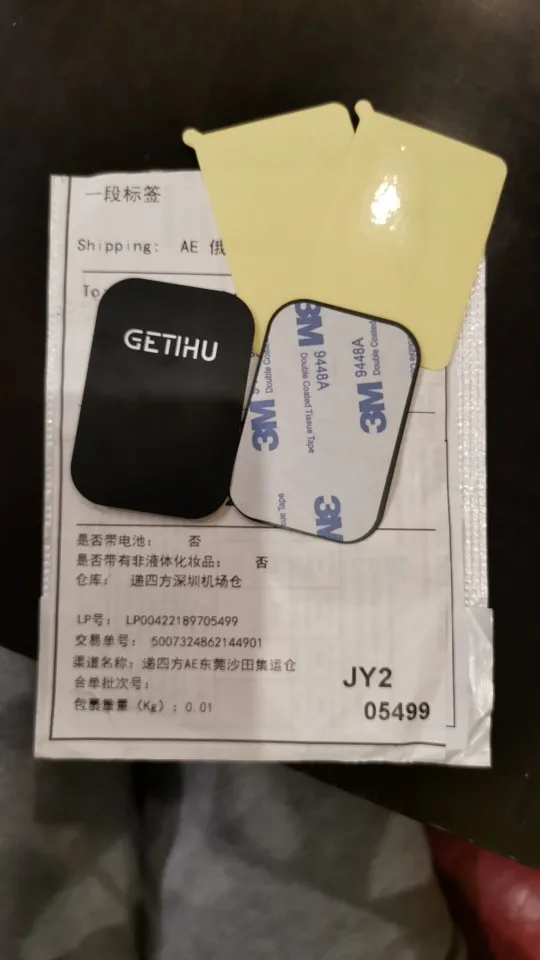 一段标签
Shipping: AE 俄
To
GETIHU
3M 9448A Double Coated
3M 9448A Double Coated Tissue Tape
3M
sue Tape
3M
是否带电池： 否
是否带有非液体化妆品： 否
仓库： 递四方深圳机场仓
LP号： LP00422189705499
交易单号： 5007324862144901
渠道名称：递四方AE东莞沙田集运仓
合单批次号：
包裹重量（Kg）：0.01
JY2
05499